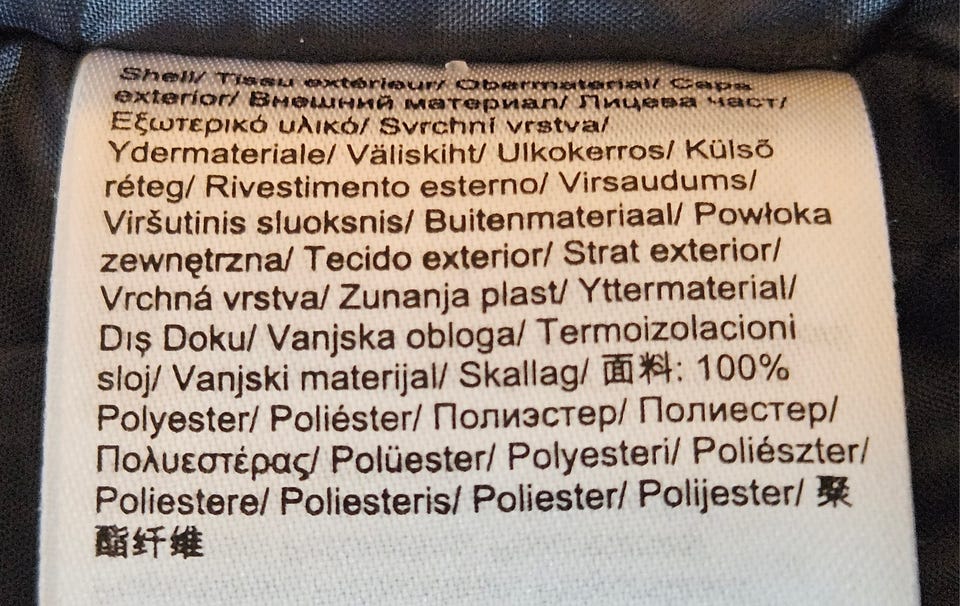 Shell/ Tissu extérieur/ Obermaterial/ Capa
exterior/ Внешний материал/ Лицева част/
Εξωτερικό υλικό/ Svrchní vrstva/
Ydermateriale/ Väliskiht/ Ulkokerros/ Külső
réteg/ Rivestimento esterno/ Virsaudums/
Viršutinis sluoksnis/ Buitenmateriaal/ Powłoka
zewnętrzna/ Tecido exterior/ Strat exterior/
Vrchná vrstva/ Zunanja plast/ Yttermaterial/
Dış Doku/ Vanjska obloga/ Termoizolacioni
sloj/ Vanjski materijal/ Skallag/ 面料: 100%
Polyester/ Poliéster/ Полиэстер/ Полиестер/
Πολυεστέρας/ Polüester/ Polyesteri/ Poliészter/
Poliestere/ Poliesteris/ Poliester/ Polijester/ 聚
酯纤维